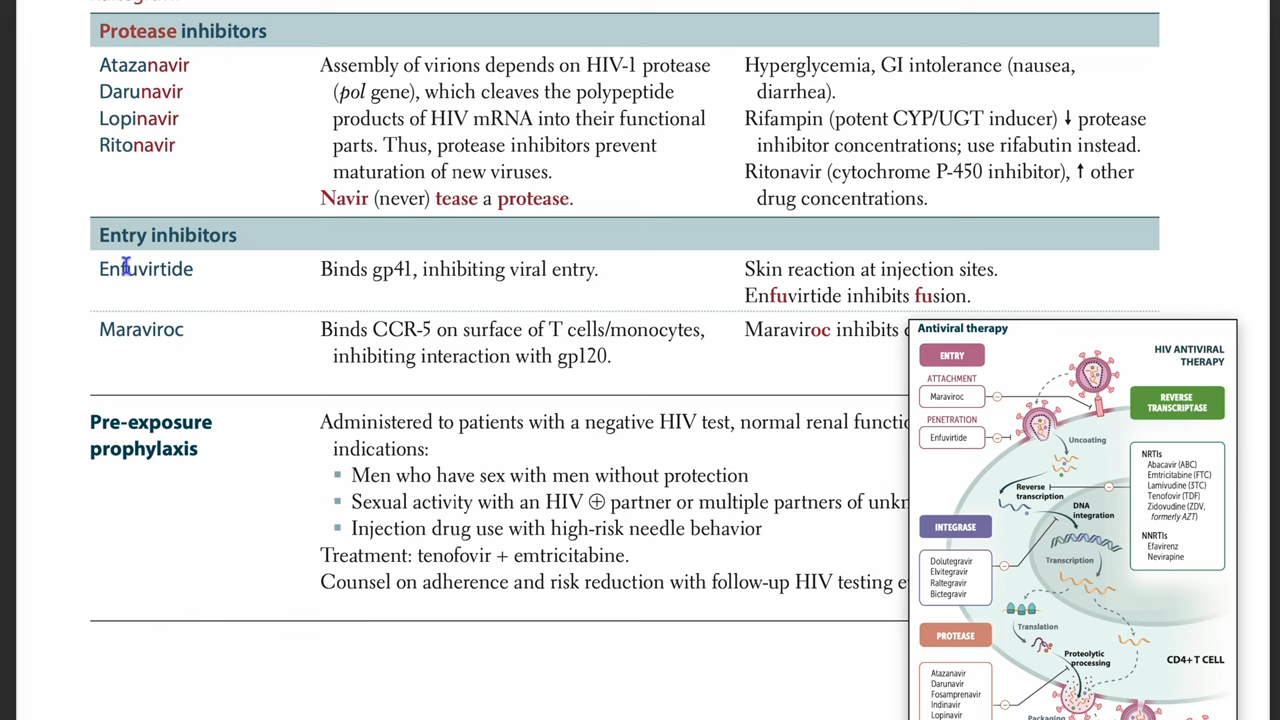 Protease inhibitors
Atazanavir
Darunavir
Lopinavir
Ritonavir
Assembly of virions depends on HIV-1 protease
(pol gene), which cleaves the polypeptide
products of HIV mRNA into their functional
parts. Thus, protease inhibitors prevent
maturation of new viruses.
Navir (never) tease a protease.
Hyperglycemia, GI intolerance (nausea,
diarrhea).
Rifampin (potent CYP/UGT inducer) ↓ protease
inhibitor concentrations; use rifabutin instead.
Ritonavir (cytochrome P-450 inhibitor), ↑ other
drug concentrations.
Entry inhibitors
Enfuvirtide
Binds gp41, inhibiting viral entry.
Skin reaction at injection sites.
Enfuvirtide inhibits fusion.
Maraviroc
Binds CCR-5 on surface of T cells/monocytes,
inhibiting interaction with gp120.
Maraviroc inhibits
Pre-exposure
prophylaxis
Administered to patients with a negative HIV test, normal renal
indications:
▪ Men who have sex with men without protection
▪ Sexual activity with an HIV ⊕ partner or multiple partners of
▪ Injection drug use with high-risk needle behavior
Treatment: tenofovir + emtricitabine.
Counsel on adherence and risk reduction with follow-up HIV testing
Antiviral therapy
HIV ANTIVIRAL
THERAPY
ENTRY
ATTACHMENT
Maraviroc
PENETRATION
Enfuvirtide
REVERSE
TRANSCRIPTASE
Uncoating
NRTIs
Abacavir (ABC)
Emtricitabine (FTC)
Lamivudine (3TC)
Tenofovir (TDF)
Zidovudine (ZDV,
formerly AZT)
NNRTIs
Efavirenz
Nevirapine
Reverse
transcription
DNA
integration
INTEGRASE
Dolutegravir
Elvitegravir
Raltegravir
Bictegravir
Transcription
Translation
PROTEASE
Proteolytic
processing
CD4+ T CELL
Atazanavir
Darunavir
Fosamprenavir
Indinavir
Lopinavir
Packaging